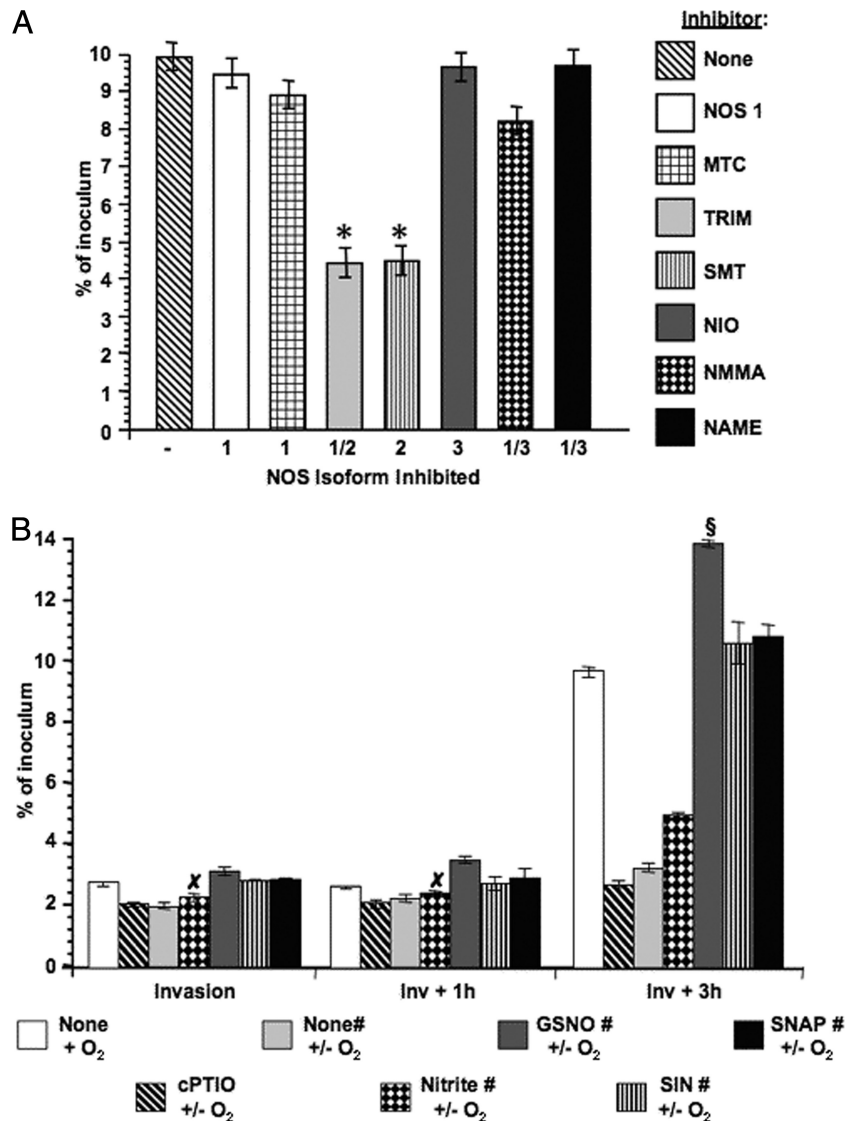 A
Inhibitor:
None
NOS 1
MTC
TRIM
SMT
NIO
NMMA
NAME
% of inoculum
10
9
8
7
6
5
4
3
2
1
0
* *
- 1 1 1/2 2 3 1/3 1/3
NOS Isoform Inhibited
B
% of inoculum
14
12
10
8
6
4
2
0
✗ ✗ §
Invasion Inv + 1h Inv + 3h
None None# GSNO # SNAP #
+ O₂ +/- O₂ +/- O₂ +/- O₂
cPTIO Nitrite # SIN #
+/- O₂ +/- O₂ +/- O₂